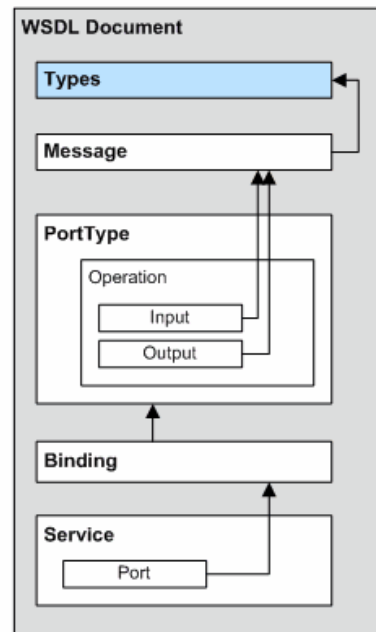 WSDL Document
Types
Message
PortType
Operation
Input
Output
Binding
Service
Port